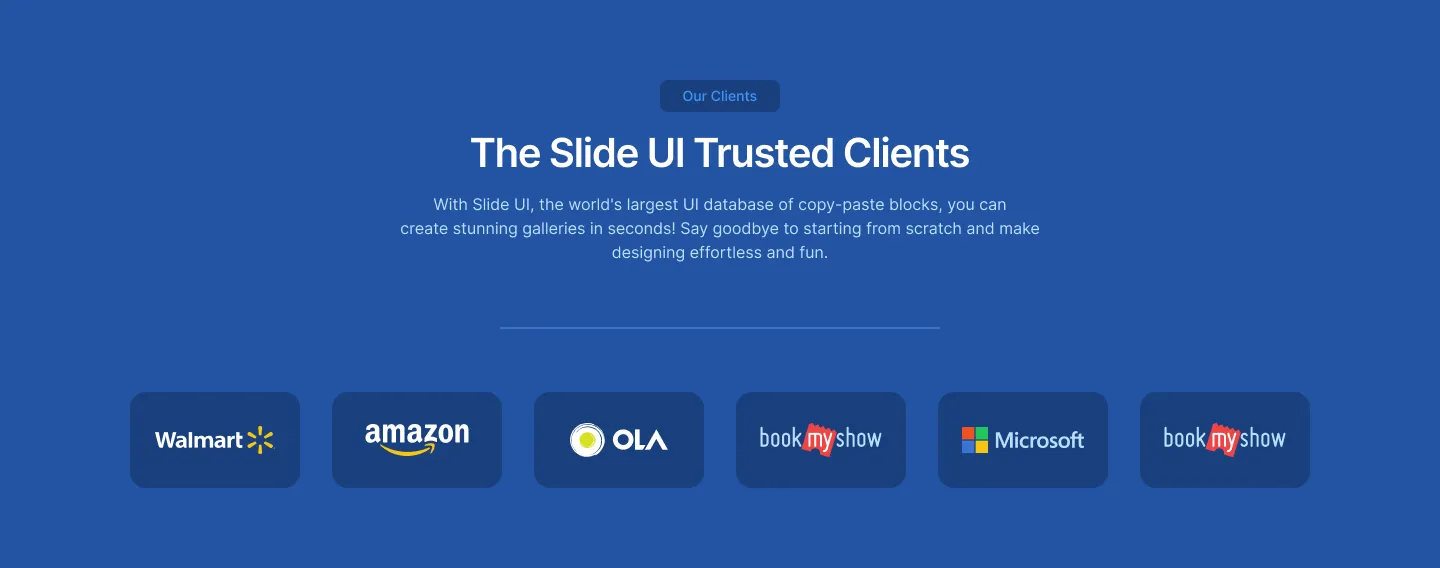 Our Clients
The Slide UI Trusted Clients
With Slide UI, the world's largest UI database of copy-paste blocks, you can
create stunning galleries in seconds! Say goodbye to starting from scratch and make
designing effortless and fun.
Walmart
amazon
OLA
bookmyshow
Microsoft
bookmyshow